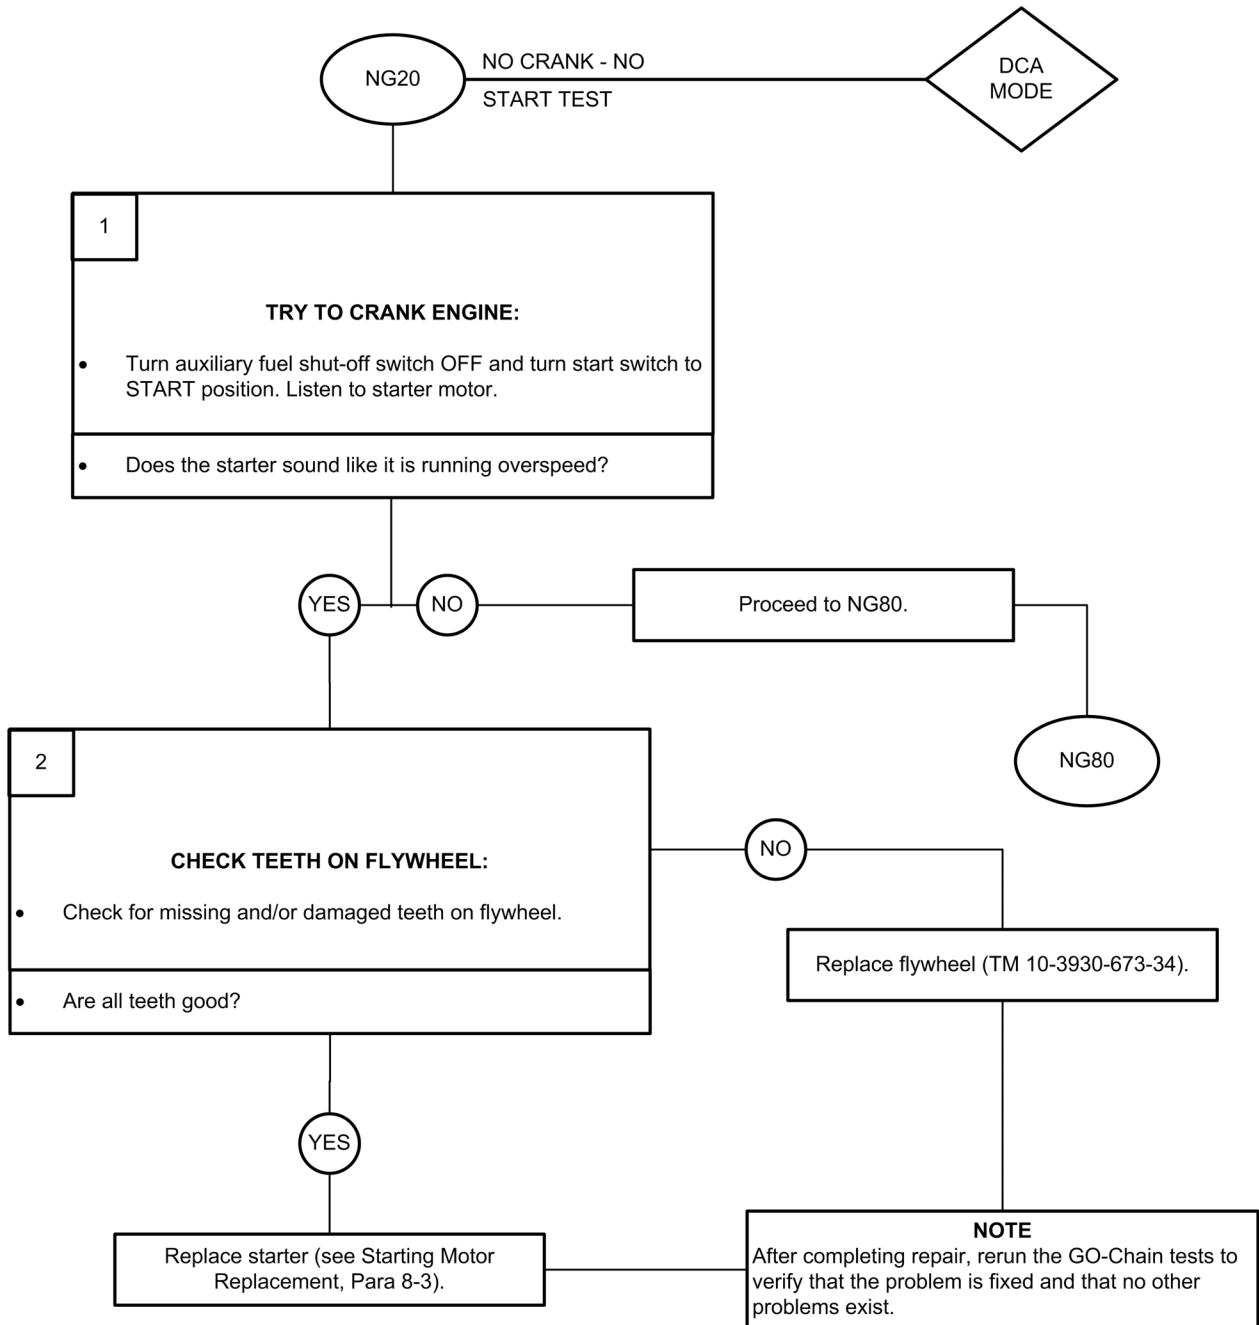 NG20
NO CRANK - NO
START TEST
DCA
MODE
1
TRY TO CRANK ENGINE:
• Turn auxiliary fuel shut-off switch OFF and turn start switch to
START position. Listen to starter motor.
• Does the starter sound like it is running overspeed?
YES
NO
Proceed to NG80.
NG80
2
CHECK TEETH ON FLYWHEEL:
• Check for missing and/or damaged teeth on flywheel.
• Are all teeth good?
NO
Replace flywheel (TM 10-3930-673-34).
YES
Replace starter (see Starting Motor
Replacement, Para 8-3).
NOTE
After completing repair, rerun the GO-Chain tests to
verify that the problem is fixed and that no other
problems exist.